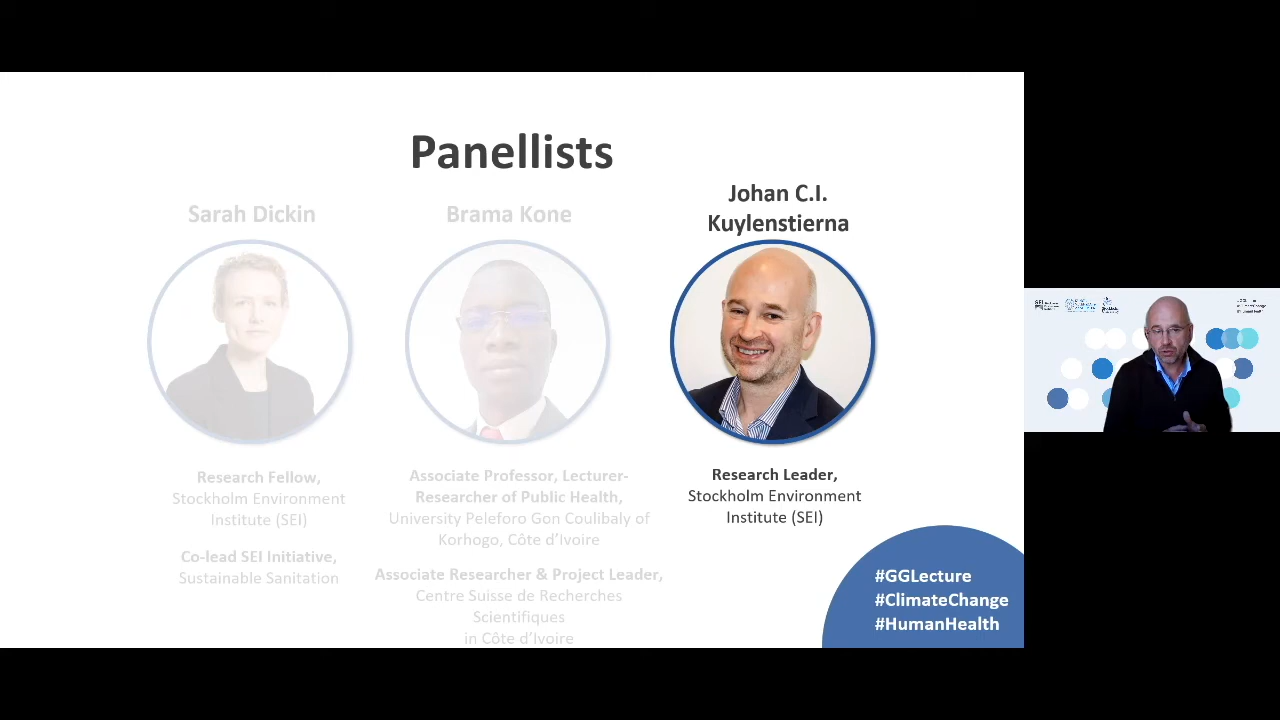 Panellists
Sarah Dickin
Brama Kone
Johan C.I.
Kuylenstierna
Research Fellow,
Stockholm Environment
Institute (SEI)
Co-lead SEI Initiative,
Sustainable Sanitation
Associate Professor, Lecturer-
Researcher of Public Health,
University Peleforo Gon Coulibaly of
Korhogo, Côte d’Ivoire
Associate Researcher & Project Leader,
Centre Suisse de Recherches
Scientifiques
in Côte d’Ivoire
Research Leader,
Stockholm Environment
Institute (SEI)
#GGLecture
#ClimateChange
#HumanHealth
SEI